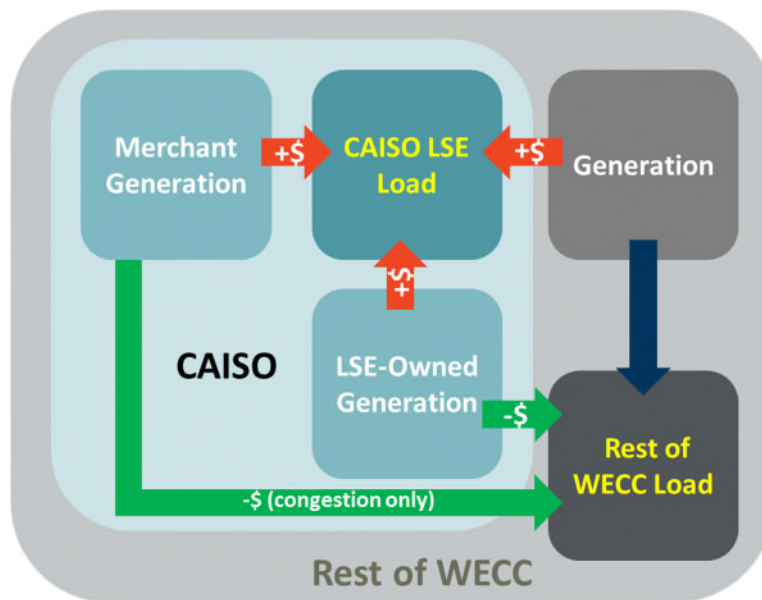 Merchant
Generation
+$
CAISO LSE
Load
+$
Generation
+$
CAISO
LSE-Owned
Generation
-$
Rest of
WECC Load
-$ (congestion only)
Rest of WECC